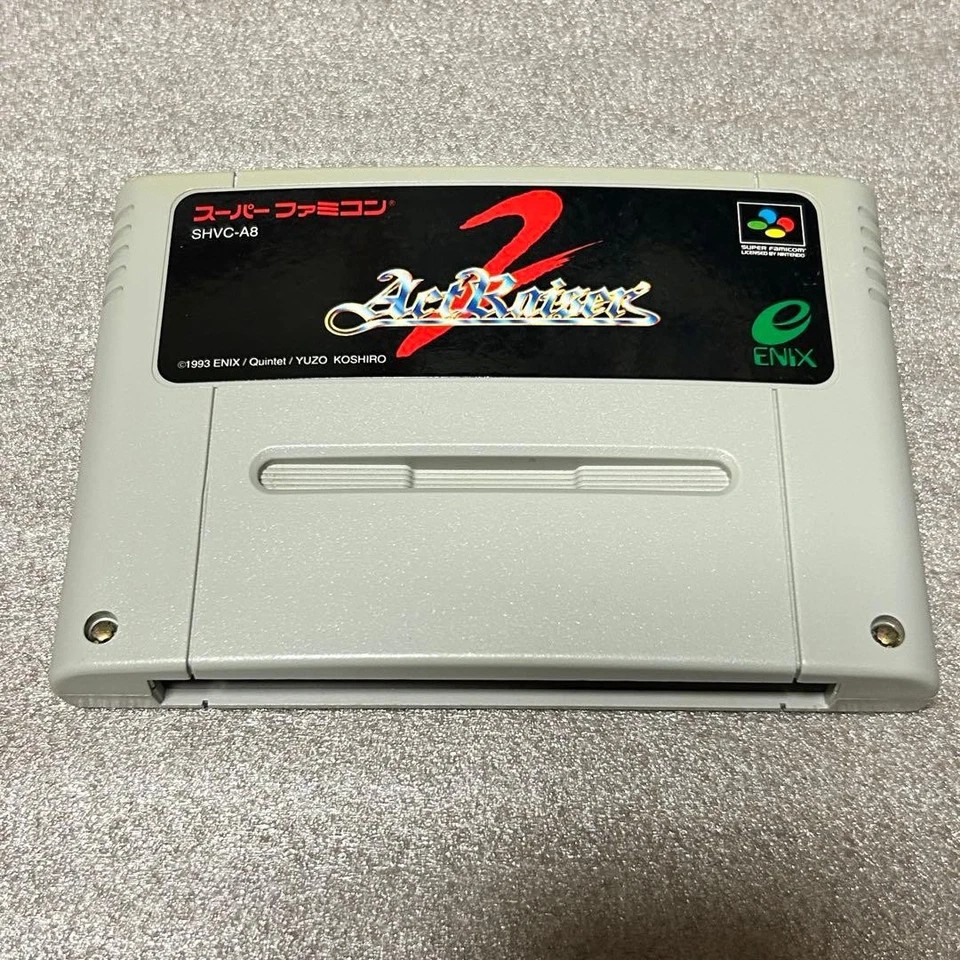 スーパーファミコン®
SHVC-A8
2
ActRaiser
SUPER FAMICOM
LICENSED BY NINTENDO
e
ENIX
©1993 ENIX / Quintet / YUZO KOSHIRO